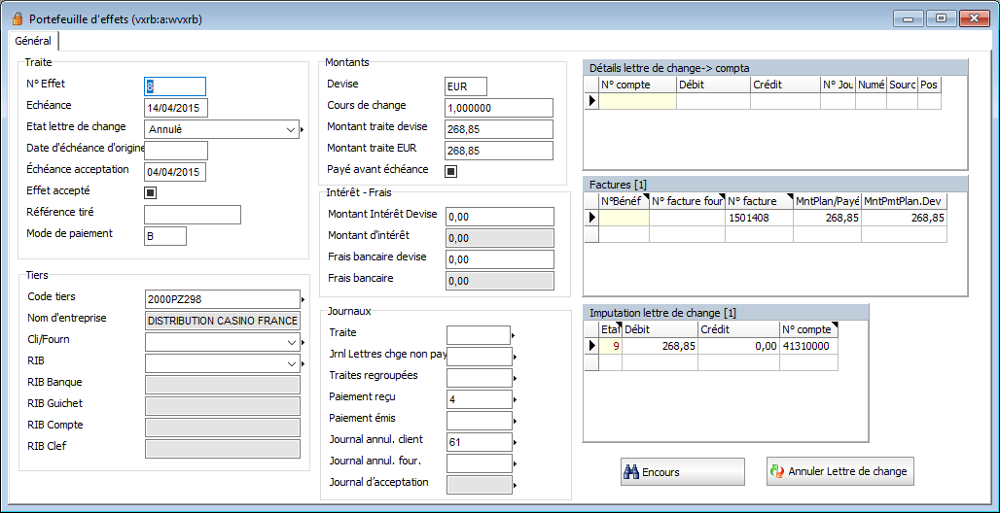 Portefeuille d'effets (vxrb:a:wvxrb)
Général
Traite
N° Effet 8
Echéance 14/04/2015
Etat lettre de change Annulé
Date d'échéance d'origine
Échéance acceptation 04/04/2015
Effet accepté
Référence tiré
Mode de paiement B
Tiers
Code tiers 2000PZ298
Nom d'entreprise DISTRIBUTION CASINO FRANCE
Cli/Fourn
RIB
RIB Banque
RIB Guichet
RIB Compte
RIB Clef
Montants
Devise EUR
Cours de change 1,000000
Montant traite devise 268,85
Montant traite EUR 268,85
Payé avant échéance
Intérêt - Frais
Montant Intérêt Devise 0,00
Montant d'intérêt 0,00
Frais bancaire devise 0,00
Frais bancaire 0,00
Journaux
Traite
Jrnl Lettres chge non pay
Traites regroupées
Paiement reçu 4
Paiement émis
Journal annul. client 61
Journal annul. four.
Journal d’acceptation
Détails lettre de change-> compta
N° compte Débit Crédit N° Jou Numé Sourc Pos
Factures [1]
N°Bénéf N° facture four N° facture MntPlan/Payé MntPmtPlan.Dev
1501408 268,85 268,85
Imputation lettre de change [1]
Etat Débit Crédit N° compte
9 268,85 0,00 41310000
Encours
Annuler Lettre de change